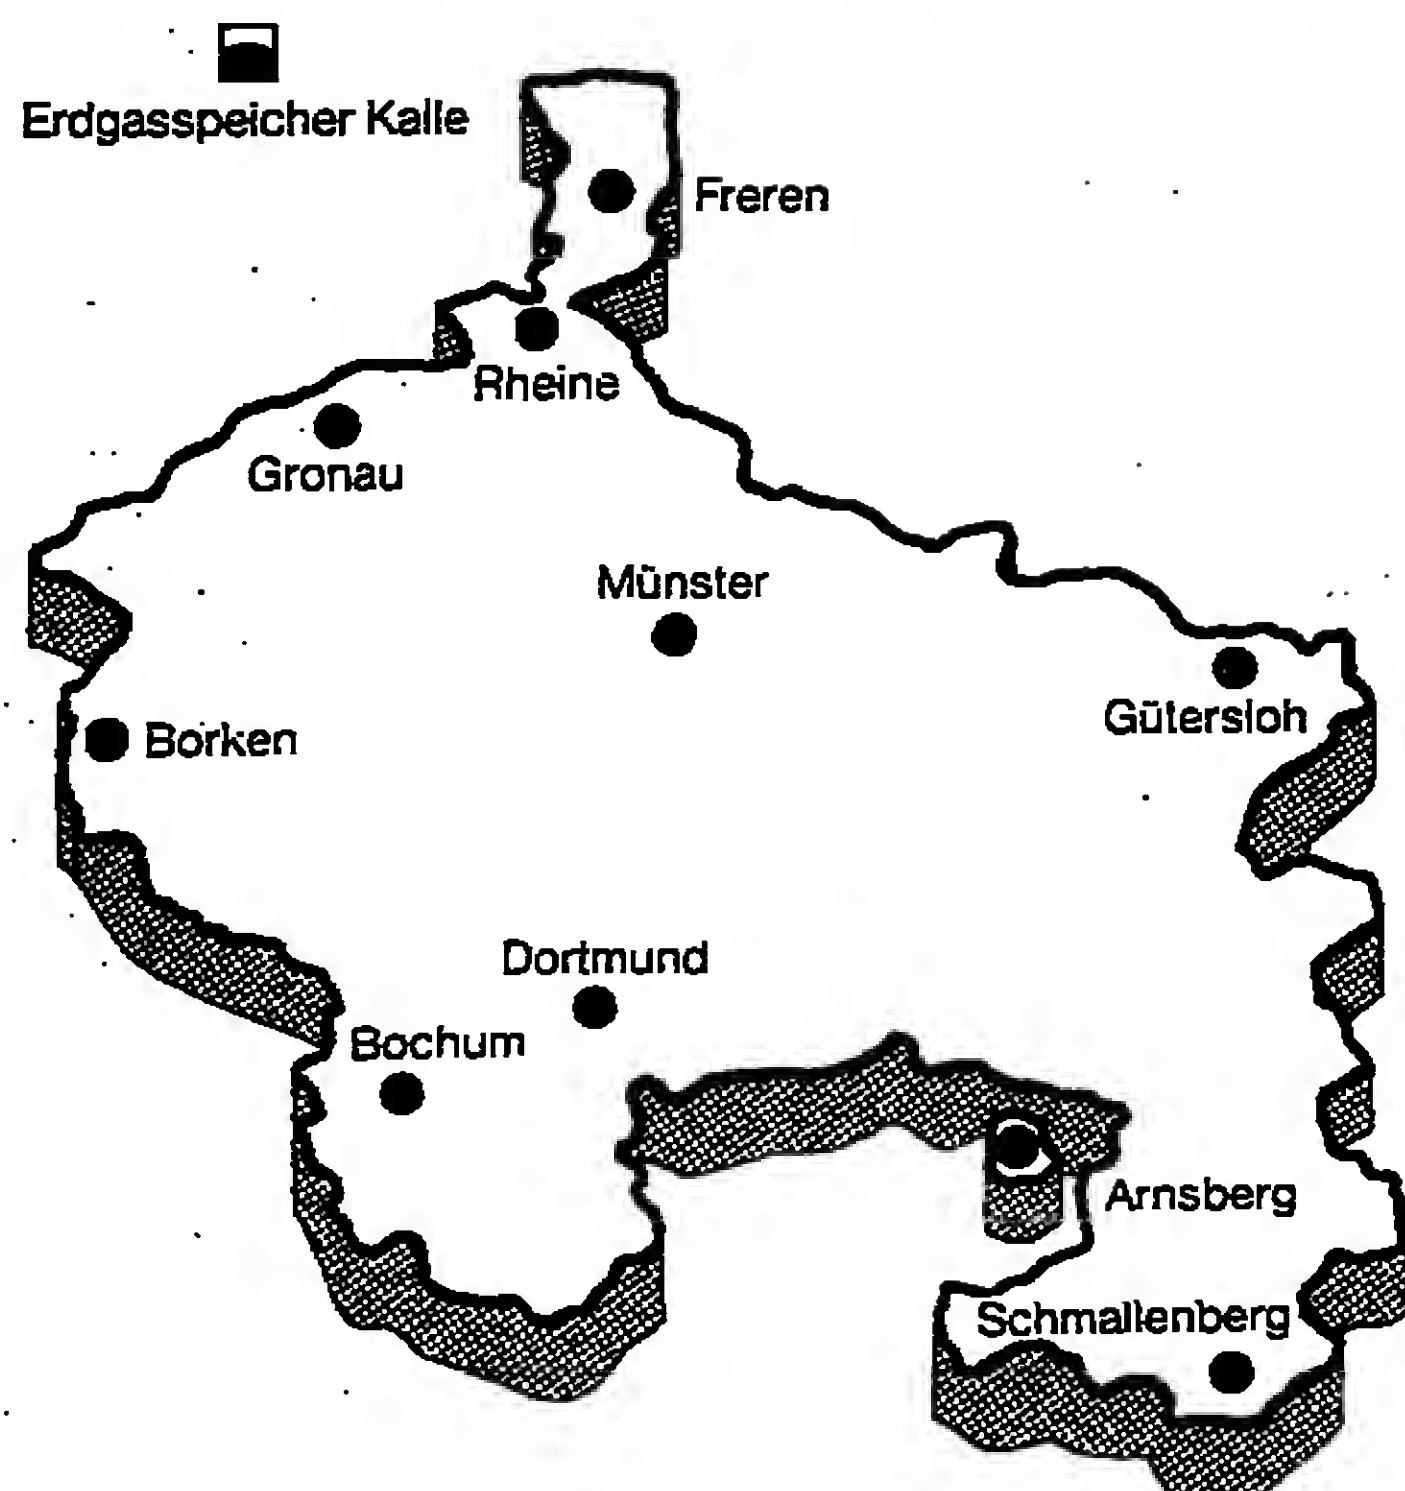 Erdgasspeicher Kalle
Freren
Rheine
Gronau
Münster
Gütersloh
Borken
Dortmund
Bochum
Arnsberg
Schmallenberg